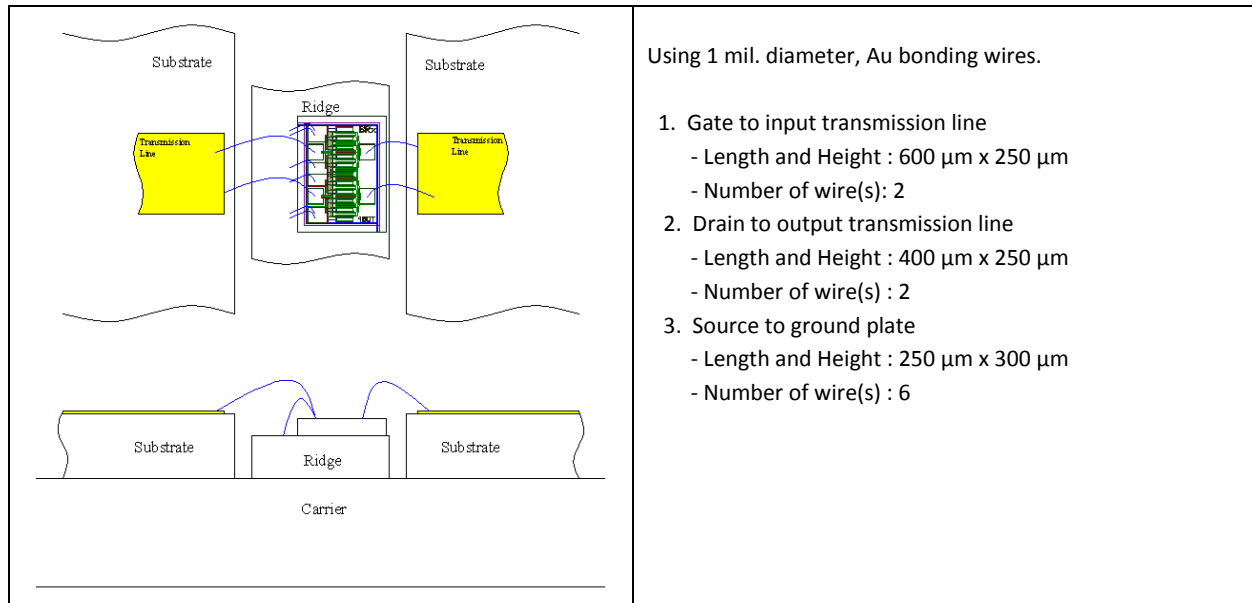 Substrate
Substrate
Ridge
Transmission
Line
Transmission
Line
Substrate
Ridge
Substrate
Carrier
Using 1 mil. diameter, Au bonding wires.
1. Gate to input transmission line
- Length and Height : 600 µm x 250 µm
- Number of wire(s): 2
2. Drain to output transmission line
- Length and Height : 400 µm x 250 µm
- Number of wire(s) : 2
3. Source to ground plate
- Length and Height : 250 µm x 300 µm
- Number of wire(s) : 6